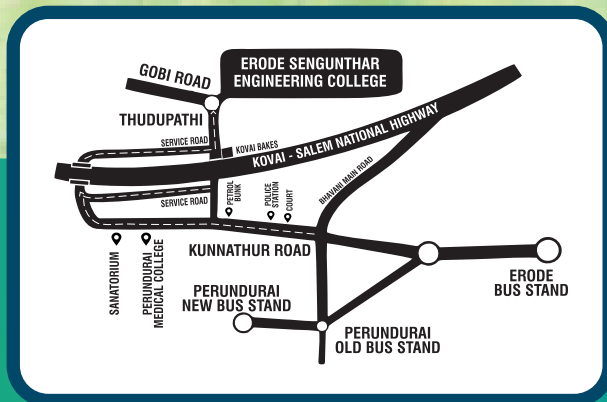 ERODE SENGUNTHAR
ENGINEERING COLLEGE
GOBI ROAD
THUDUPATHI
SERVICE ROAD
KOVAI BAKES
KOVAI - SALEM NATIONAL HIGHWAY
BHAVANI MAIN ROAD
SERVICE ROAD
PETROL
BUNK
POLICE
STATION
COURT
KUNNATHUR ROAD
SANATORIUM
PERUNDURAI
MEDICAL COLLEGE
ERODE
BUS STAND
PERUNDURAI
NEW BUS STAND
PERUNDURAI
OLD BUS STAND